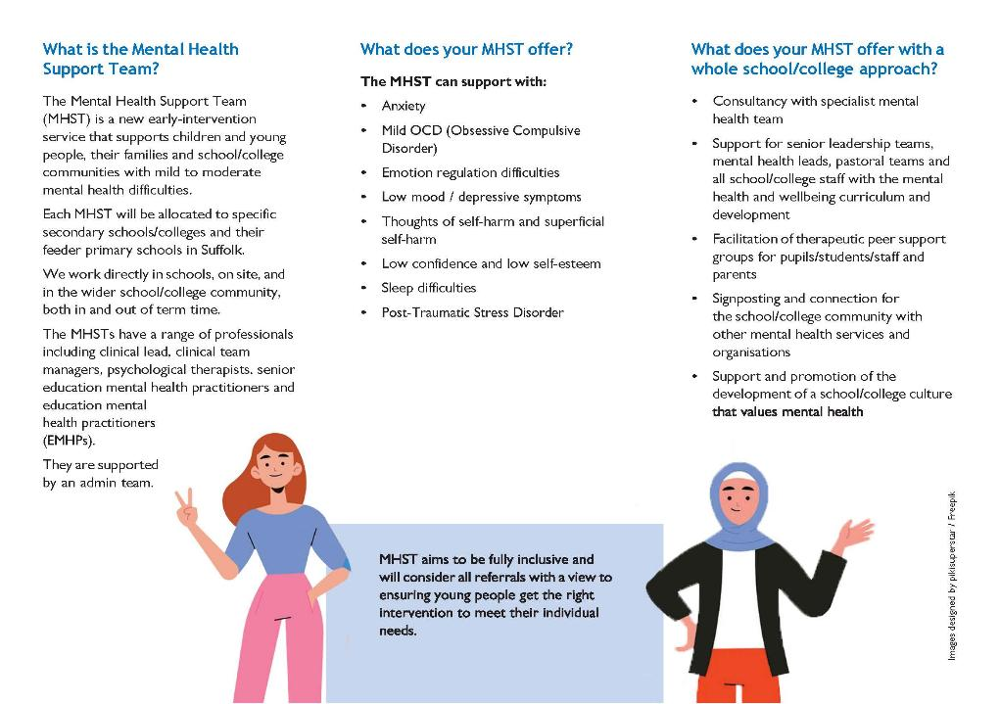 What is the Mental Health
Support Team?
The Mental Health Support Team
(MHST) is a new early-intervention
service that supports children and young
people, their families and school/college
communities with mild to moderate
mental health difficulties.
Each MHST will be allocated to specific
secondary schools/colleges and their
feeder primary schools in Suffolk.
We work directly in schools, on site, and
in the wider school/college community,
both in and out of term time.
The MHSTs have a range of professionals
including clinical lead, clinical team
managers, psychological therapists, senior
education mental health practitioners and
education mental
health practitioners
(EMHPs).
They are supported
by an admin team.
What does your MHST offer?
The MHST can support with:
• Anxiety
• Mild OCD (Obsessive Compulsive
Disorder)
• Emotion regulation difficulties
• Low mood / depressive symptoms
• Thoughts of self-harm and superficial
self-harm
• Low confidence and low self-esteem
• Sleep difficulties
• Post-Traumatic Stress Disorder
MHST aims to be fully inclusive and
will consider all referrals with a view to
ensuring young people get the right
intervention to meet their individual
needs.
What does your MHST offer with a
whole school/college approach?
• Consultancy with specialist mental
health team
• Support for senior leadership teams,
mental health leads, pastoral teams and
all school/college staff with the mental
health and wellbeing curriculum and
development
• Facilitation of therapeutic peer support
groups for pupils/students/staff and
parents
• Signposting and connection for
the school/college community with
other mental health services and
organisations
• Support and promotion of the
development of a school/college culture
that values mental health
Images designed by pikisuperstar / Freepik